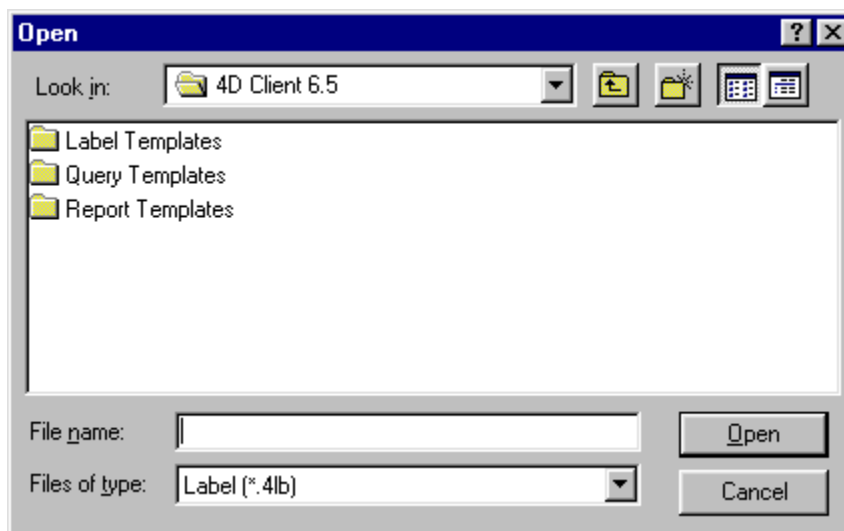 Open
Look in: 4D Client 6.5
Label Templates
Query Templates
Report Templates
File name: Open
Files of type: Label (*.4lb) Cancel